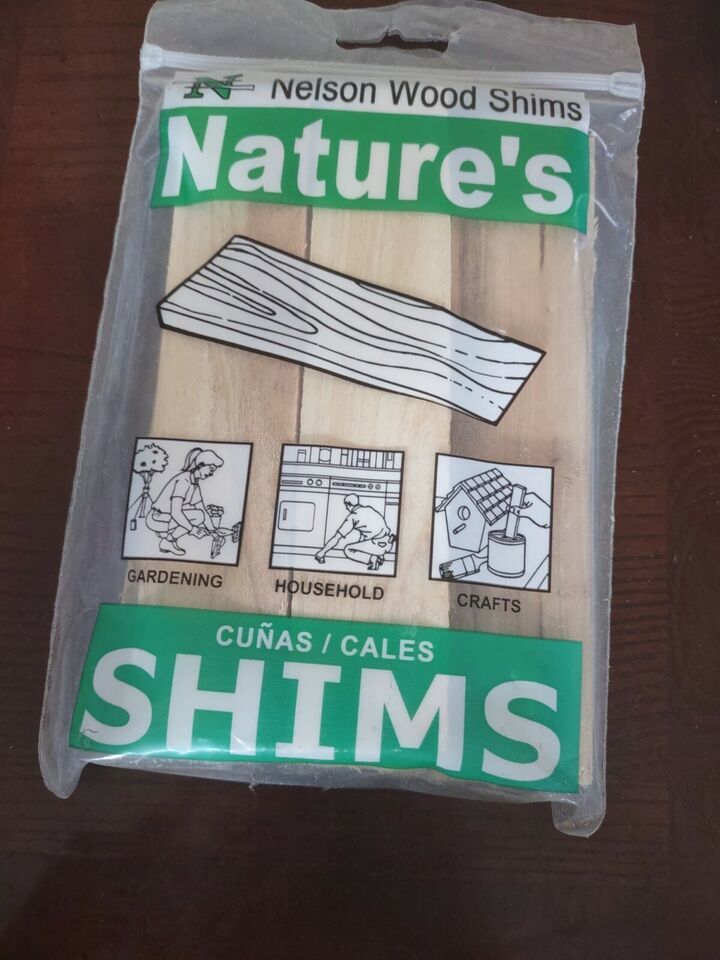 N Nelson Wood Shims
Nature's
GARDENING
HOUSEHOLD
CRAFTS
CUÑAS / CALES
SHIMS